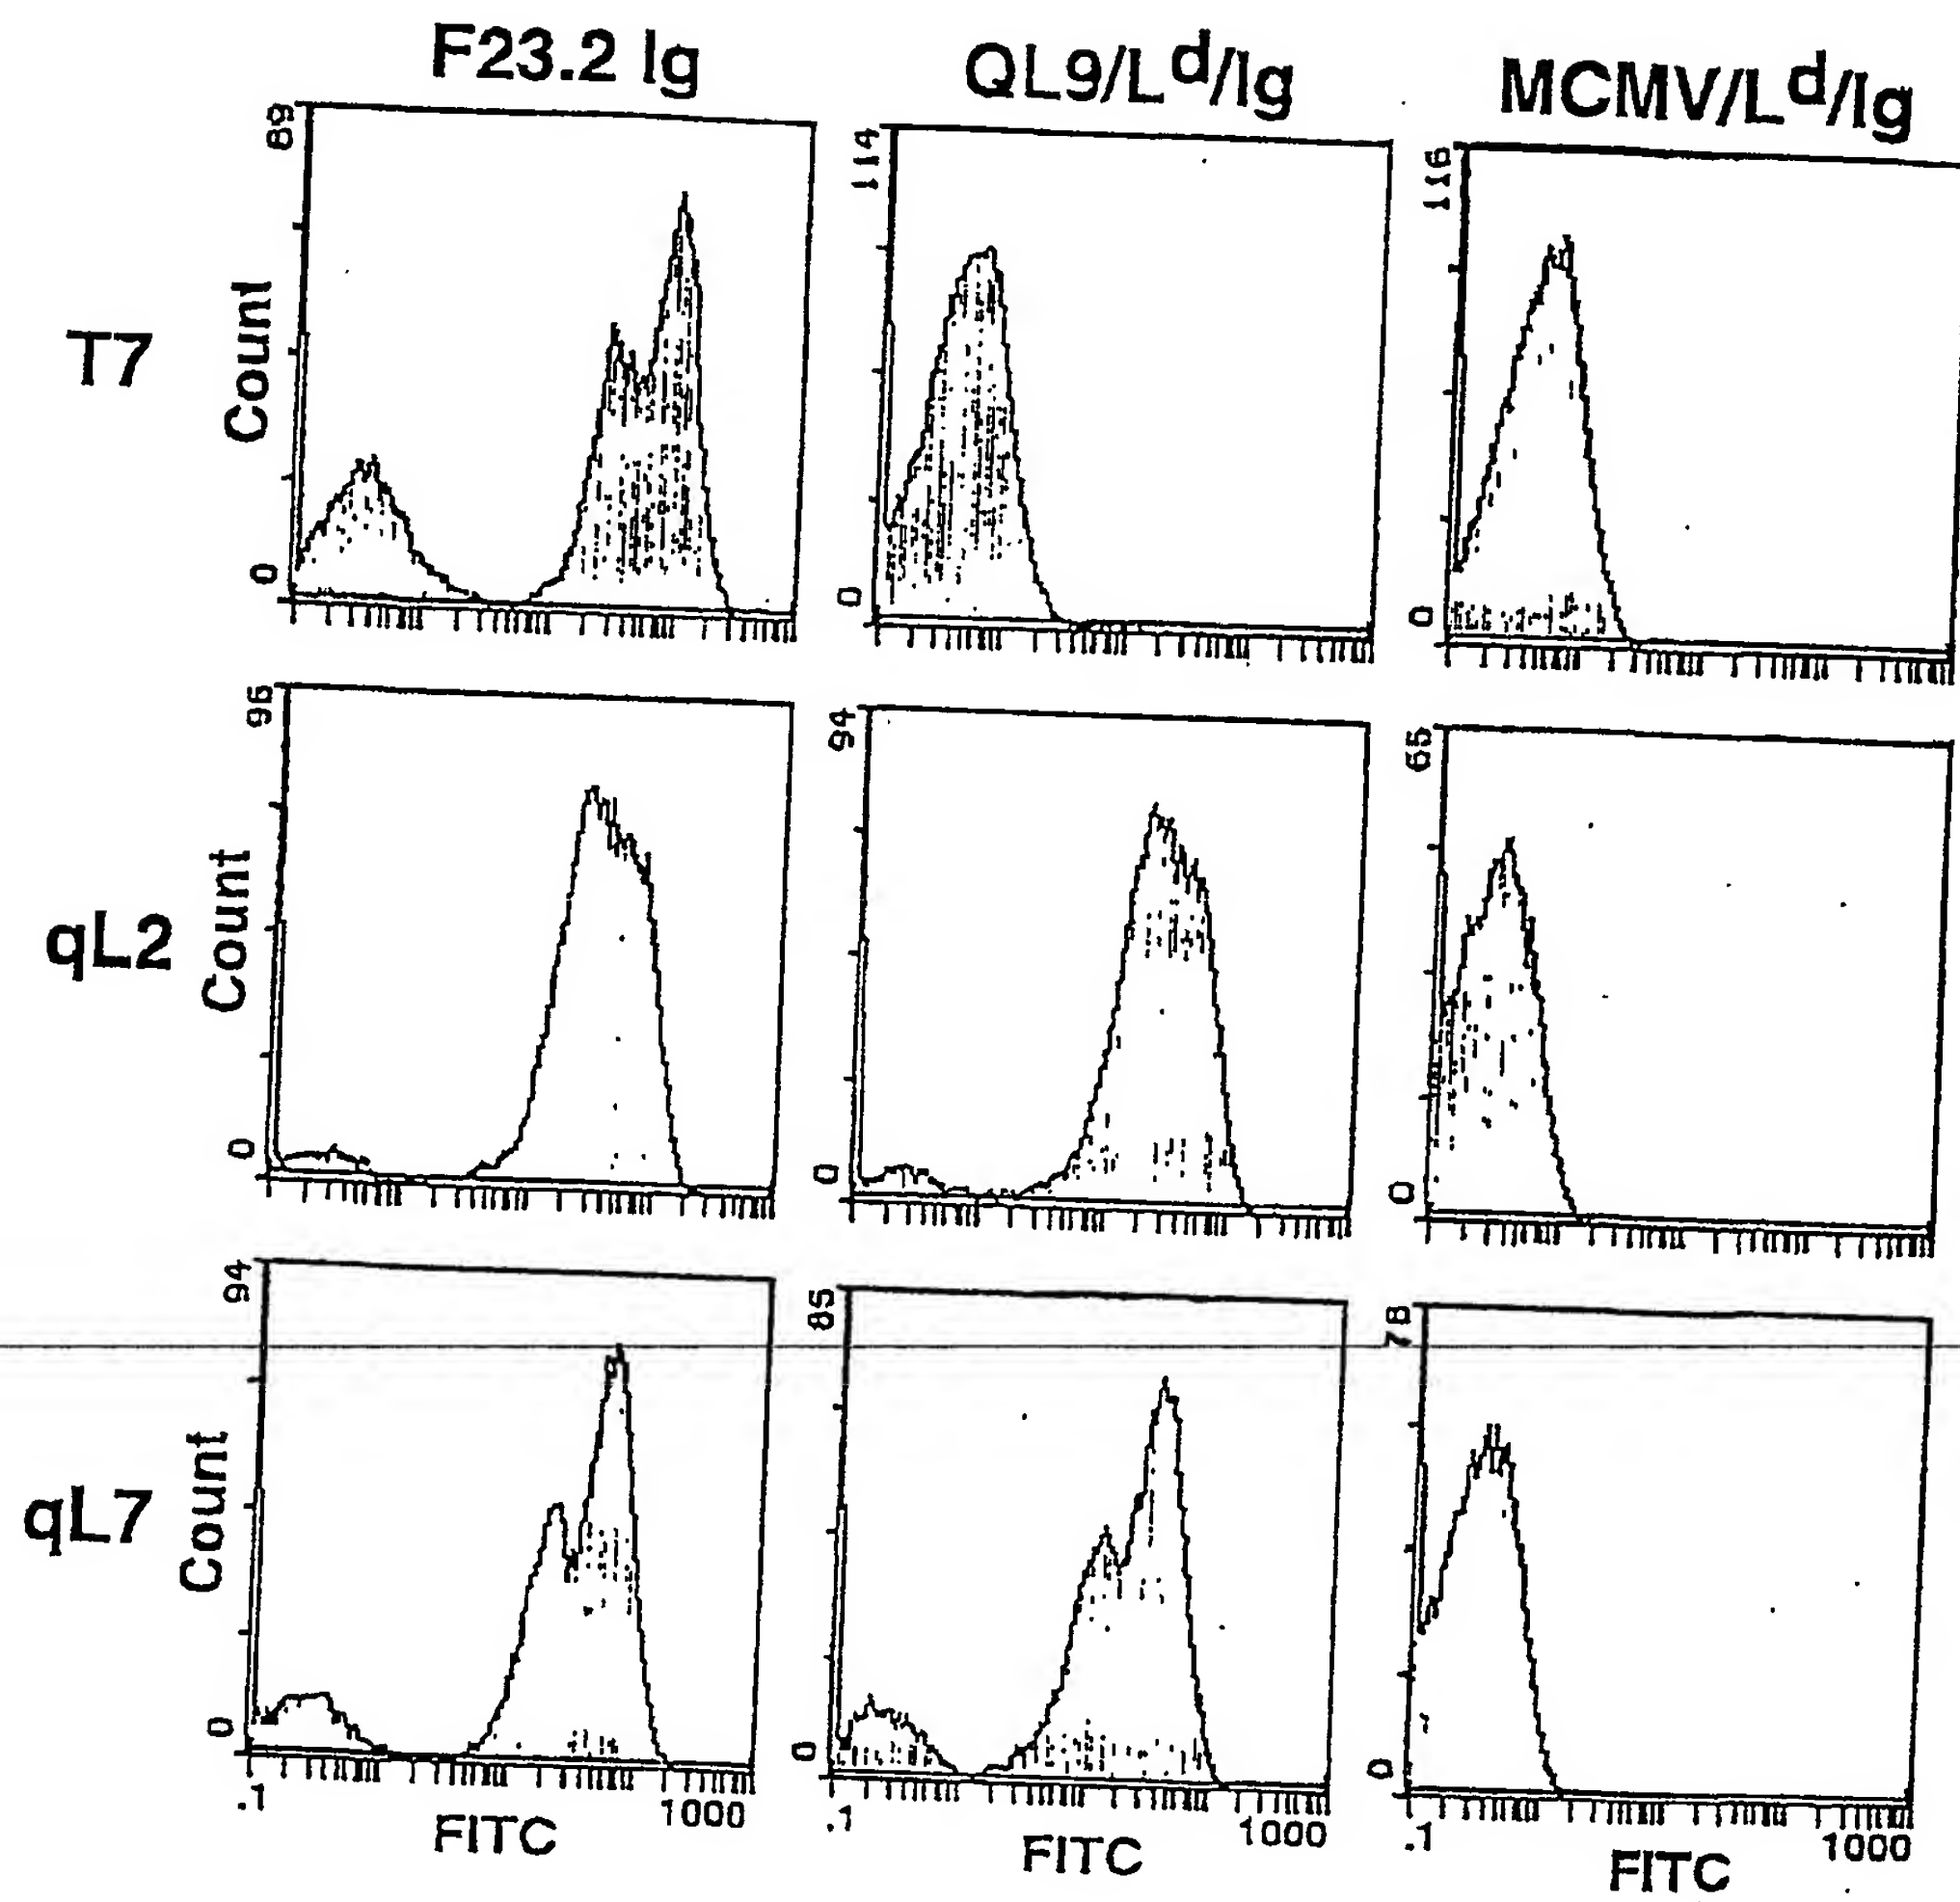 F23.2 Ig QL9/Ld/Ig MCMV/Ld/Ig
T7 Count 89 0 114 0 116 0
qL2 Count 96 0 94 0 65 0
qL7 Count 94 0 85 0 78 0
.1 1000 .1 1000 .1 1000
FITC FITC FITC